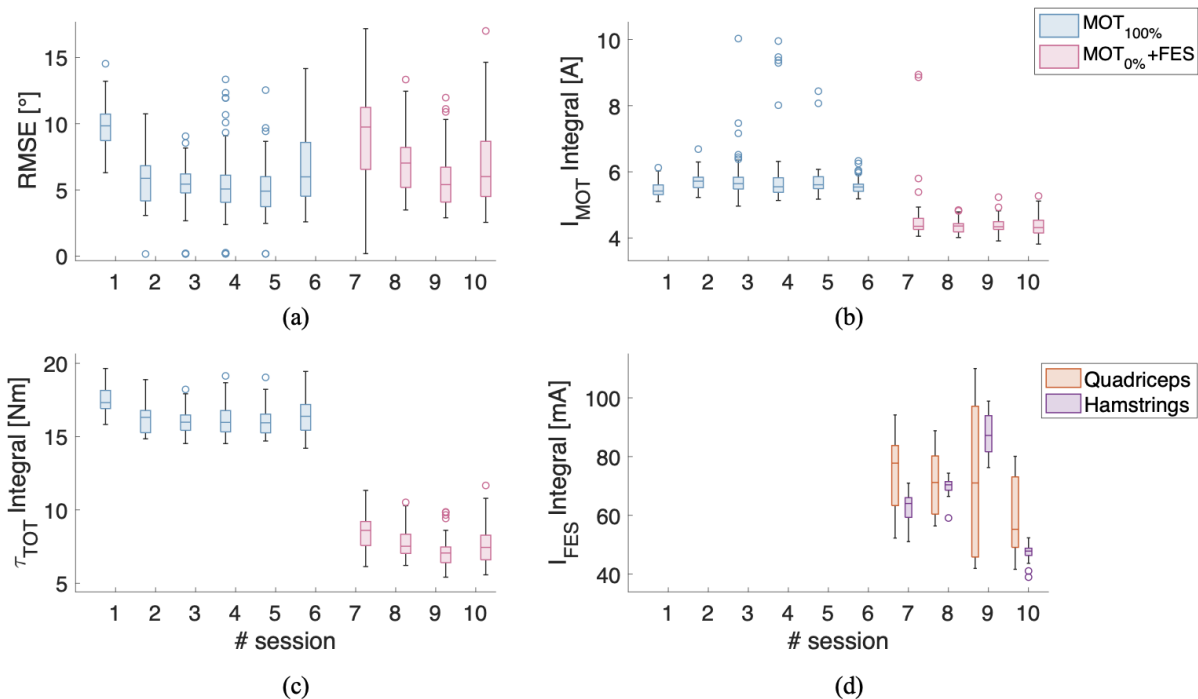 MOT100%
MOT0%+FES
RMSE [°]
15
10
5
0
1 2 3 4 5 6 7 8 9 10
(a)
IMOT Integral [A]
10
8
6
4
1 2 3 4 5 6 7 8 9 10
(b)
τTOT Integral [Nm]
20
15
10
5
1 2 3 4 5 6 7 8 9 10
# session
(c)
Quadriceps
Hamstrings
IFES Integral [mA]
100
80
60
40
1 2 3 4 5 6 7 8 9 10
# session
(d)